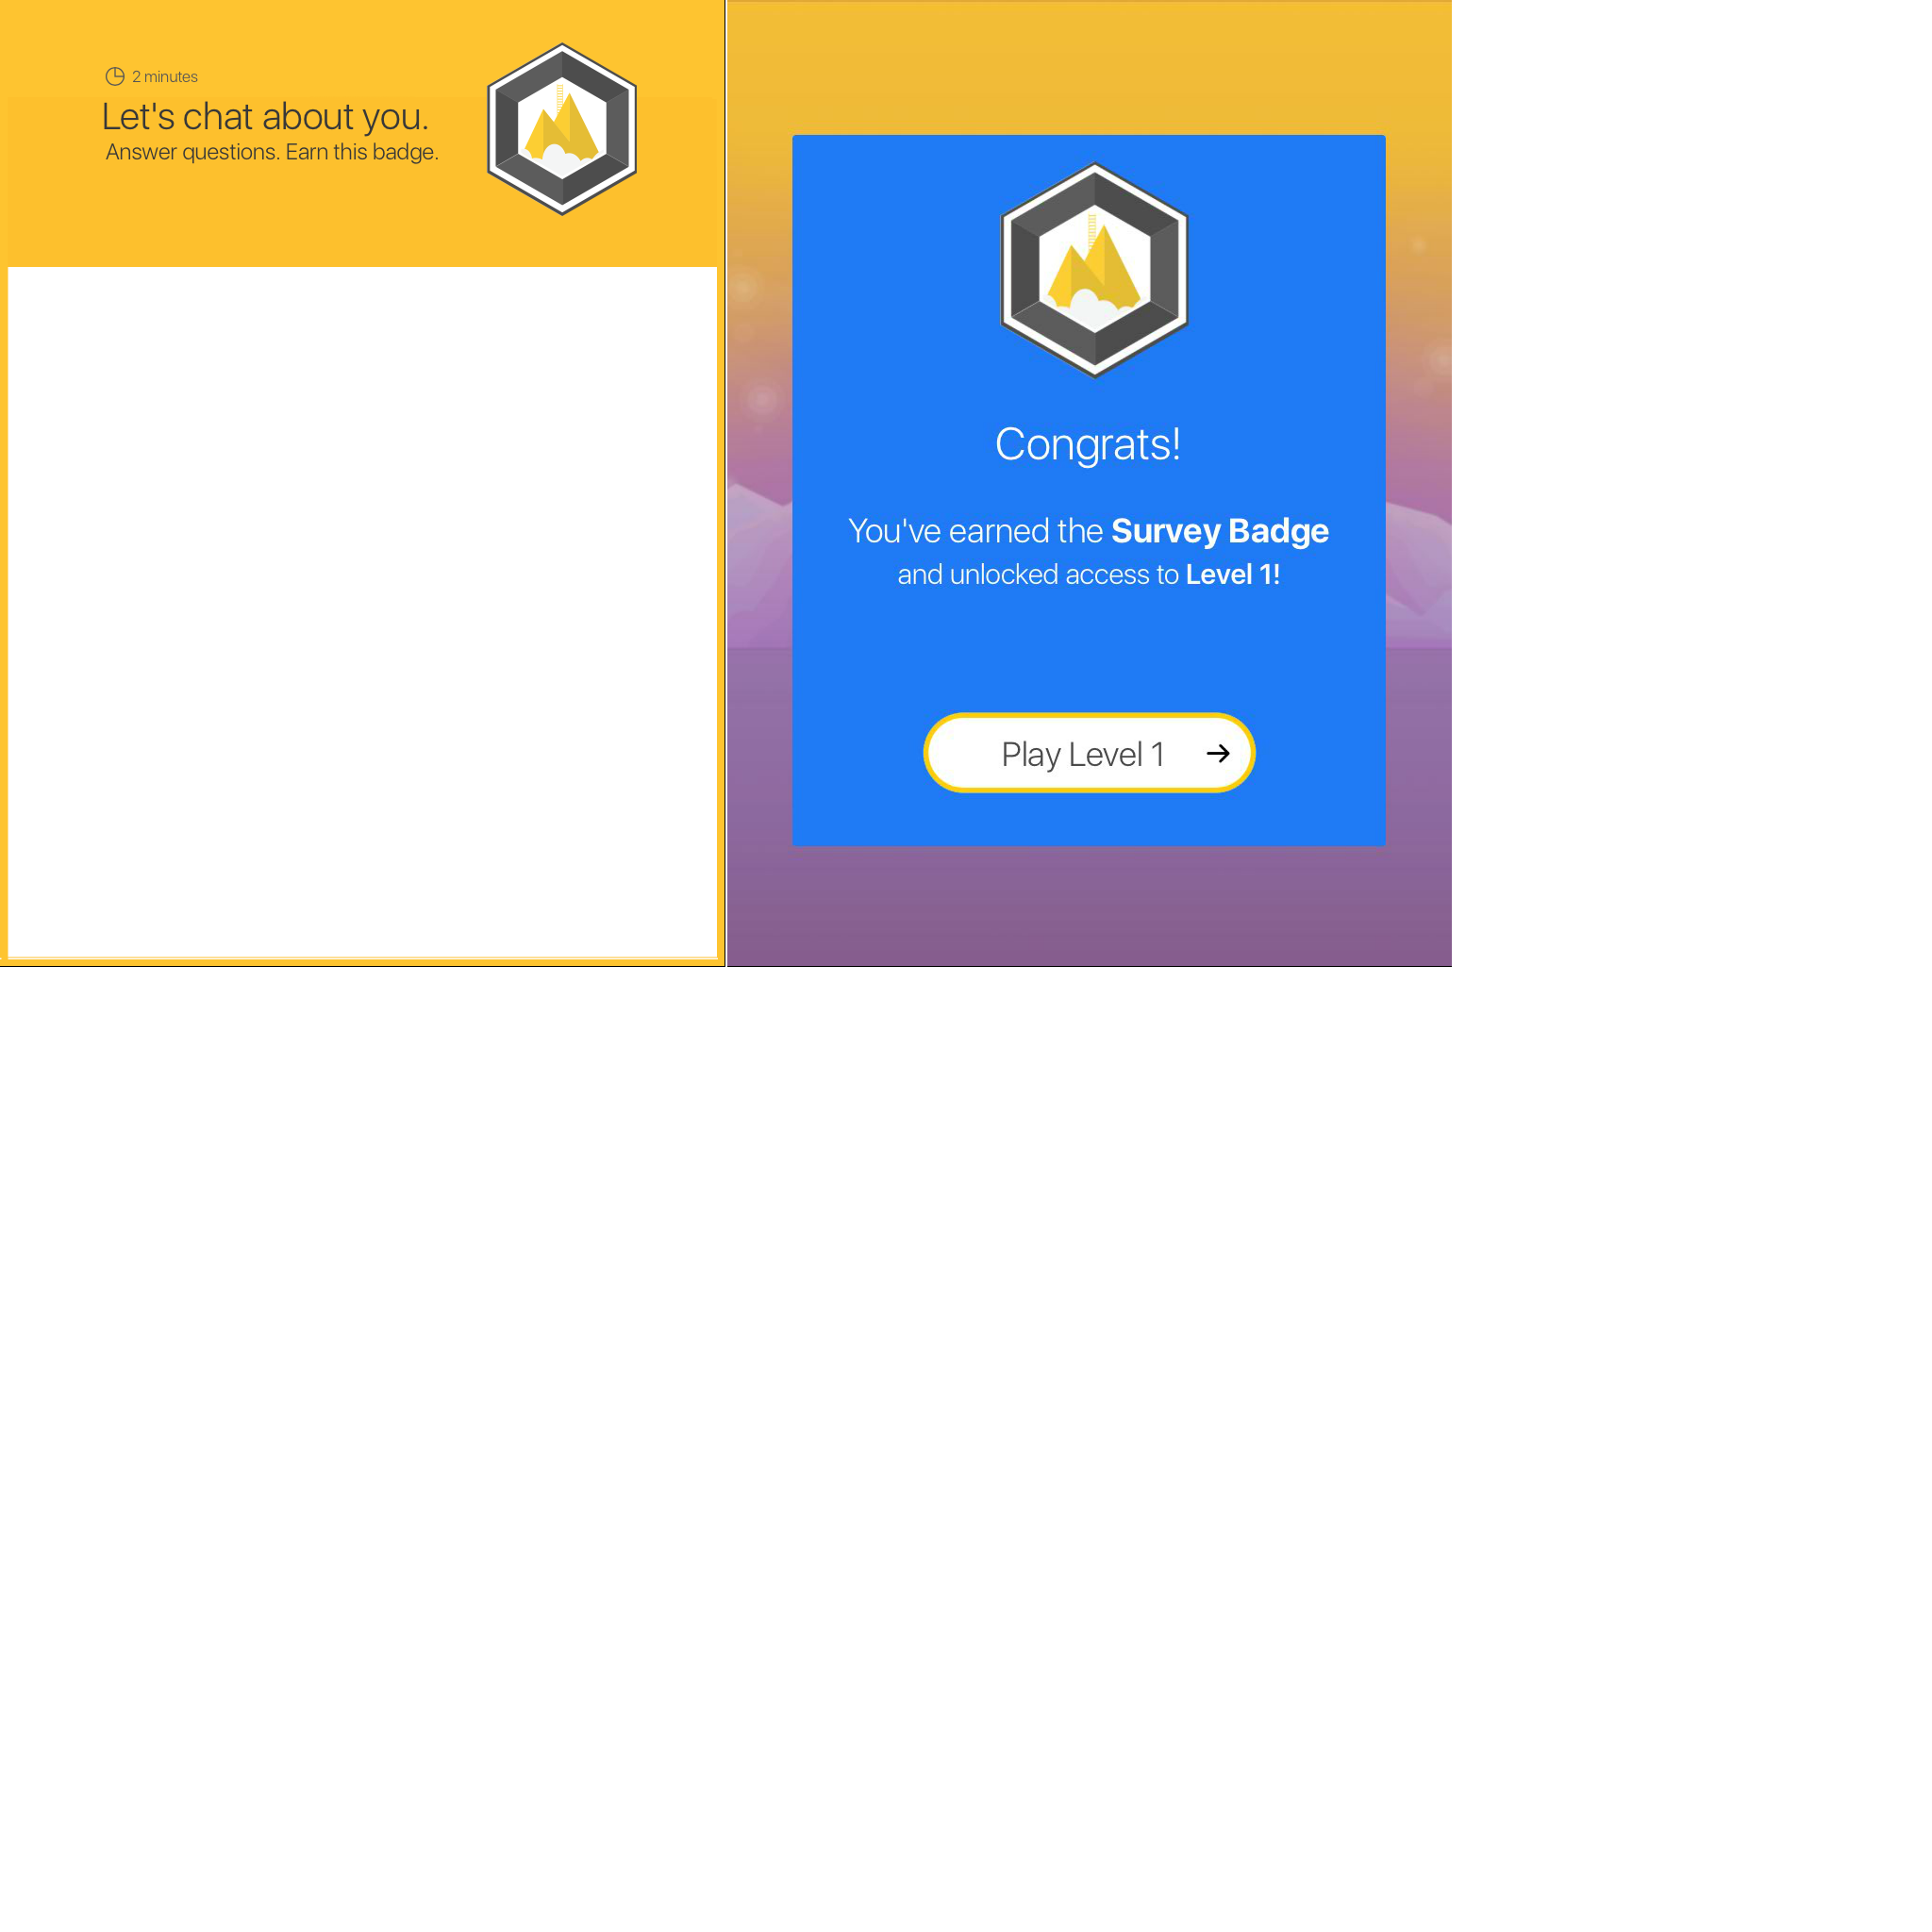 2 minutes
Let's chat about you.
Answer questions. Earn this badge.
Congrats!
You've earned the Survey Badge
and unlocked access to Level 1!
Play Level 1